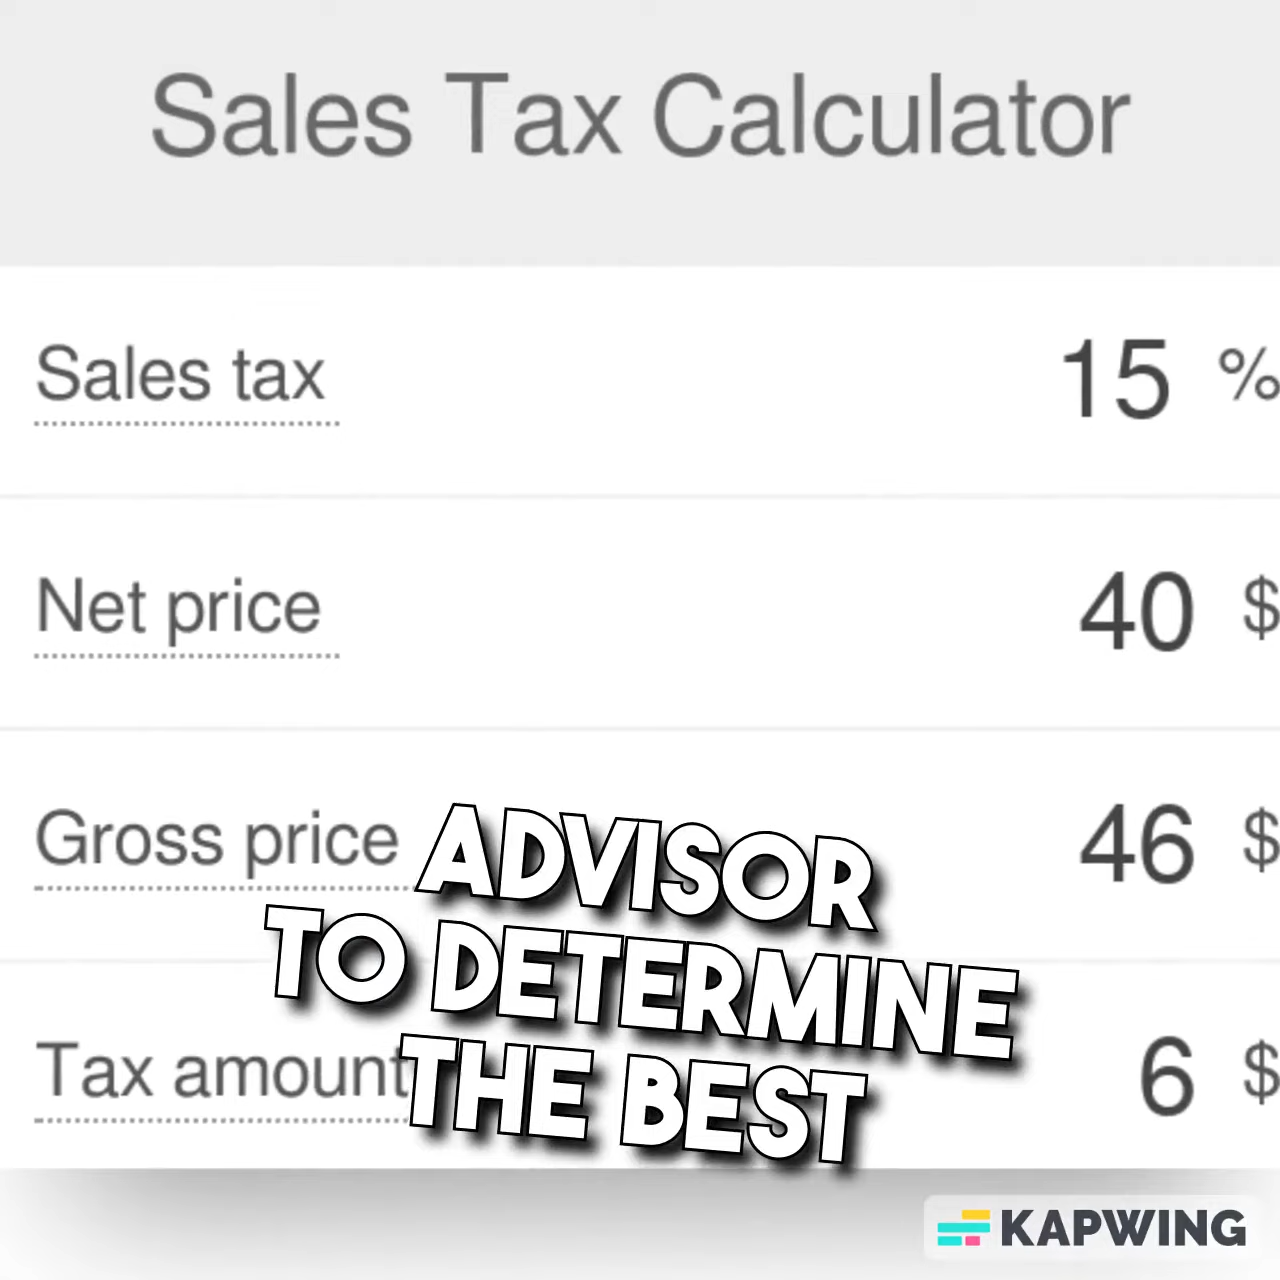 Sales Tax Calculator
Sales tax 15 %
Net price 40 $
Gross price 46 $
ADVISOR
TO DETERMINE
Tax amount 6 $
THE BEST
KAPWING